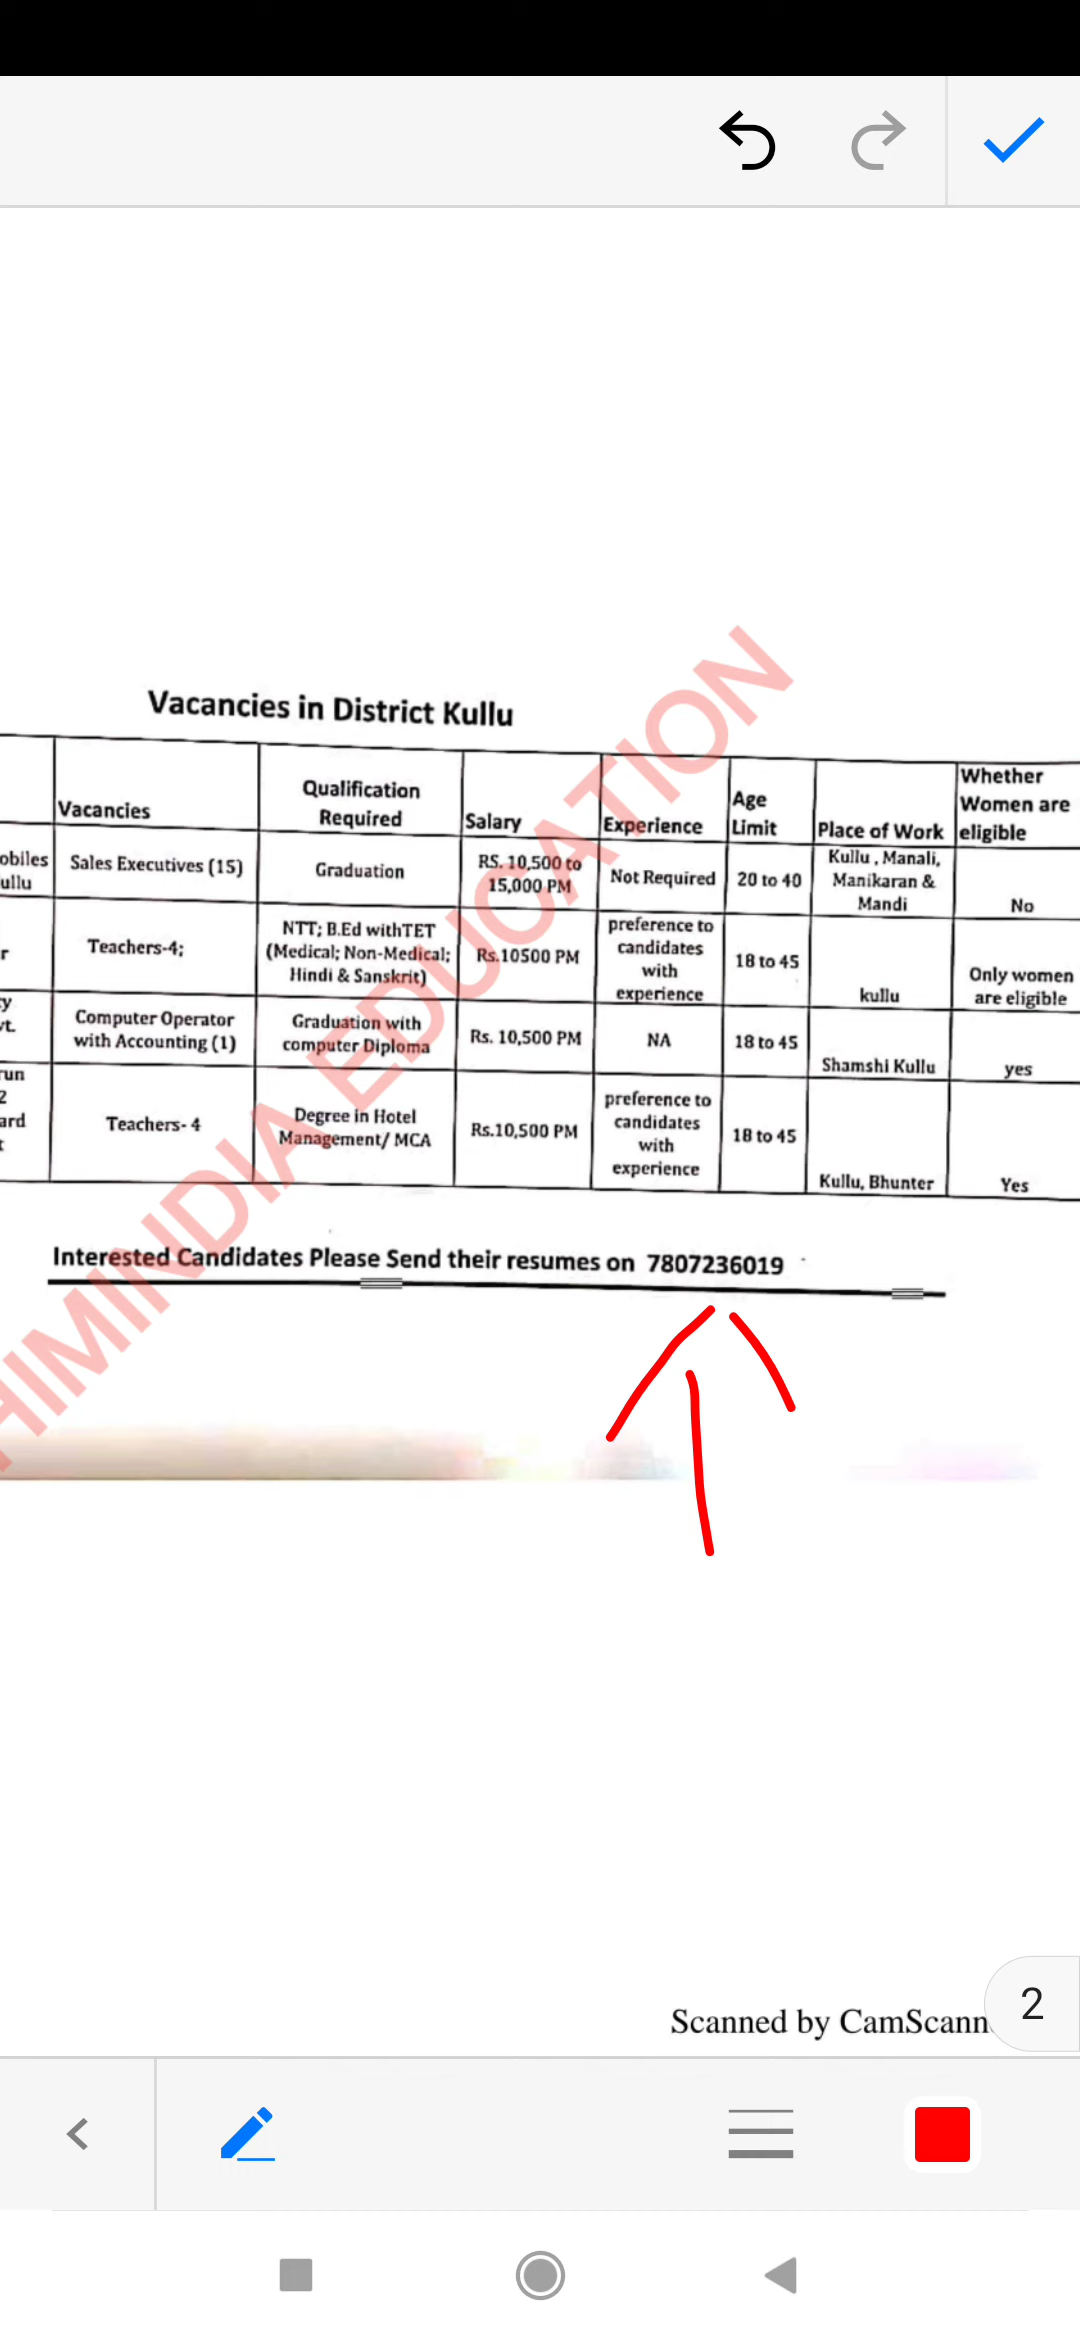 Vacancies in District Kullu
Vacancies
Qualification
Required
Salary
Experience
Age
Limit
Place of Work
Whether
Women are
eligible
obiles
ullu
Sales Executives (15)
Graduation
RS. 10,500 to
15,000 PM
Not Required
20 to 40
Kullu , Manali,
Manikaran &
Mandi
No
r
Teachers-4;
NTT; B.Ed withTET
(Medical; Non-Medical;
Hindi & Sanskrit)
Rs.10500 PM
preference to
candidates
with
experience
18 to 45
kullu
Only women
are eligible
Computer Operator
with Accounting (1)
Graduation with
computer Diploma
Rs. 10,500 PM
NA
18 to 45
Shamshi Kullu
yes
run
2
ard
Teachers- 4
Degree in Hotel
Management/ MCA
Rs.10,500 PM
preference to
candidates
with
experience
18 to 45
Kullu, Bhunter
Yes
Interested Candidates Please Send their resumes on 7807236019
HIMINDIA EDUCATION
Scanned by CamScann
2